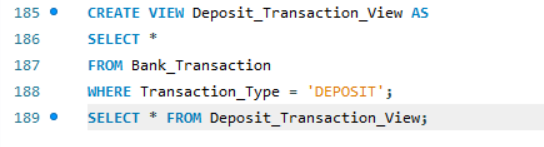 185 CREATE VIEW Deposit_Transaction_View AS
186 SELECT *
187 FROM Bank_Transaction
188 WHERE Transaction_Type = 'DEPOSIT';
189 SELECT * FROM Deposit_Transaction_View;